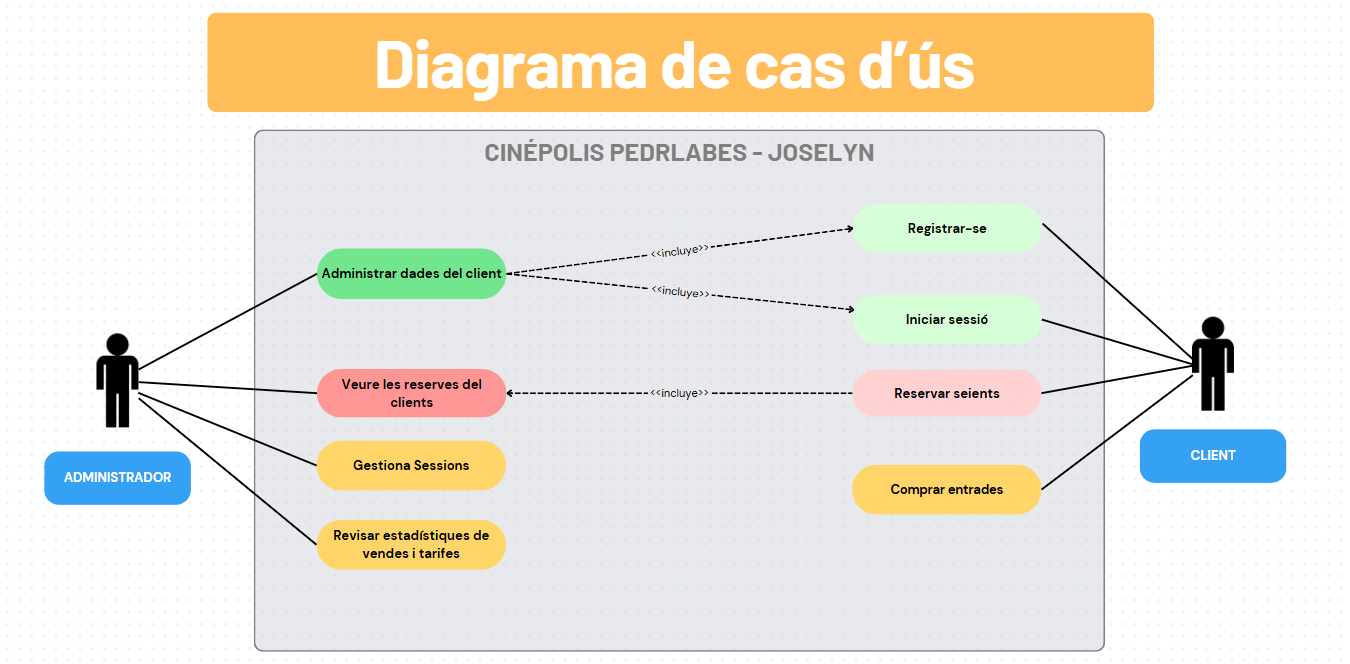 Diagrama de cas d’ús
CINÉPOLIS PEDRLABES - JOSELYN
Registrar-se
<<incluye>>
Administrar dades del client
<<incluye>>
Iniciar sessió
Veure les reserves del
clients
<<incluye>>
Reservar seients
Gestiona Sessions
Comprar entrades
Revisar estadístiques de
vendes i tarifes
ADMINISTRADOR
CLIENT